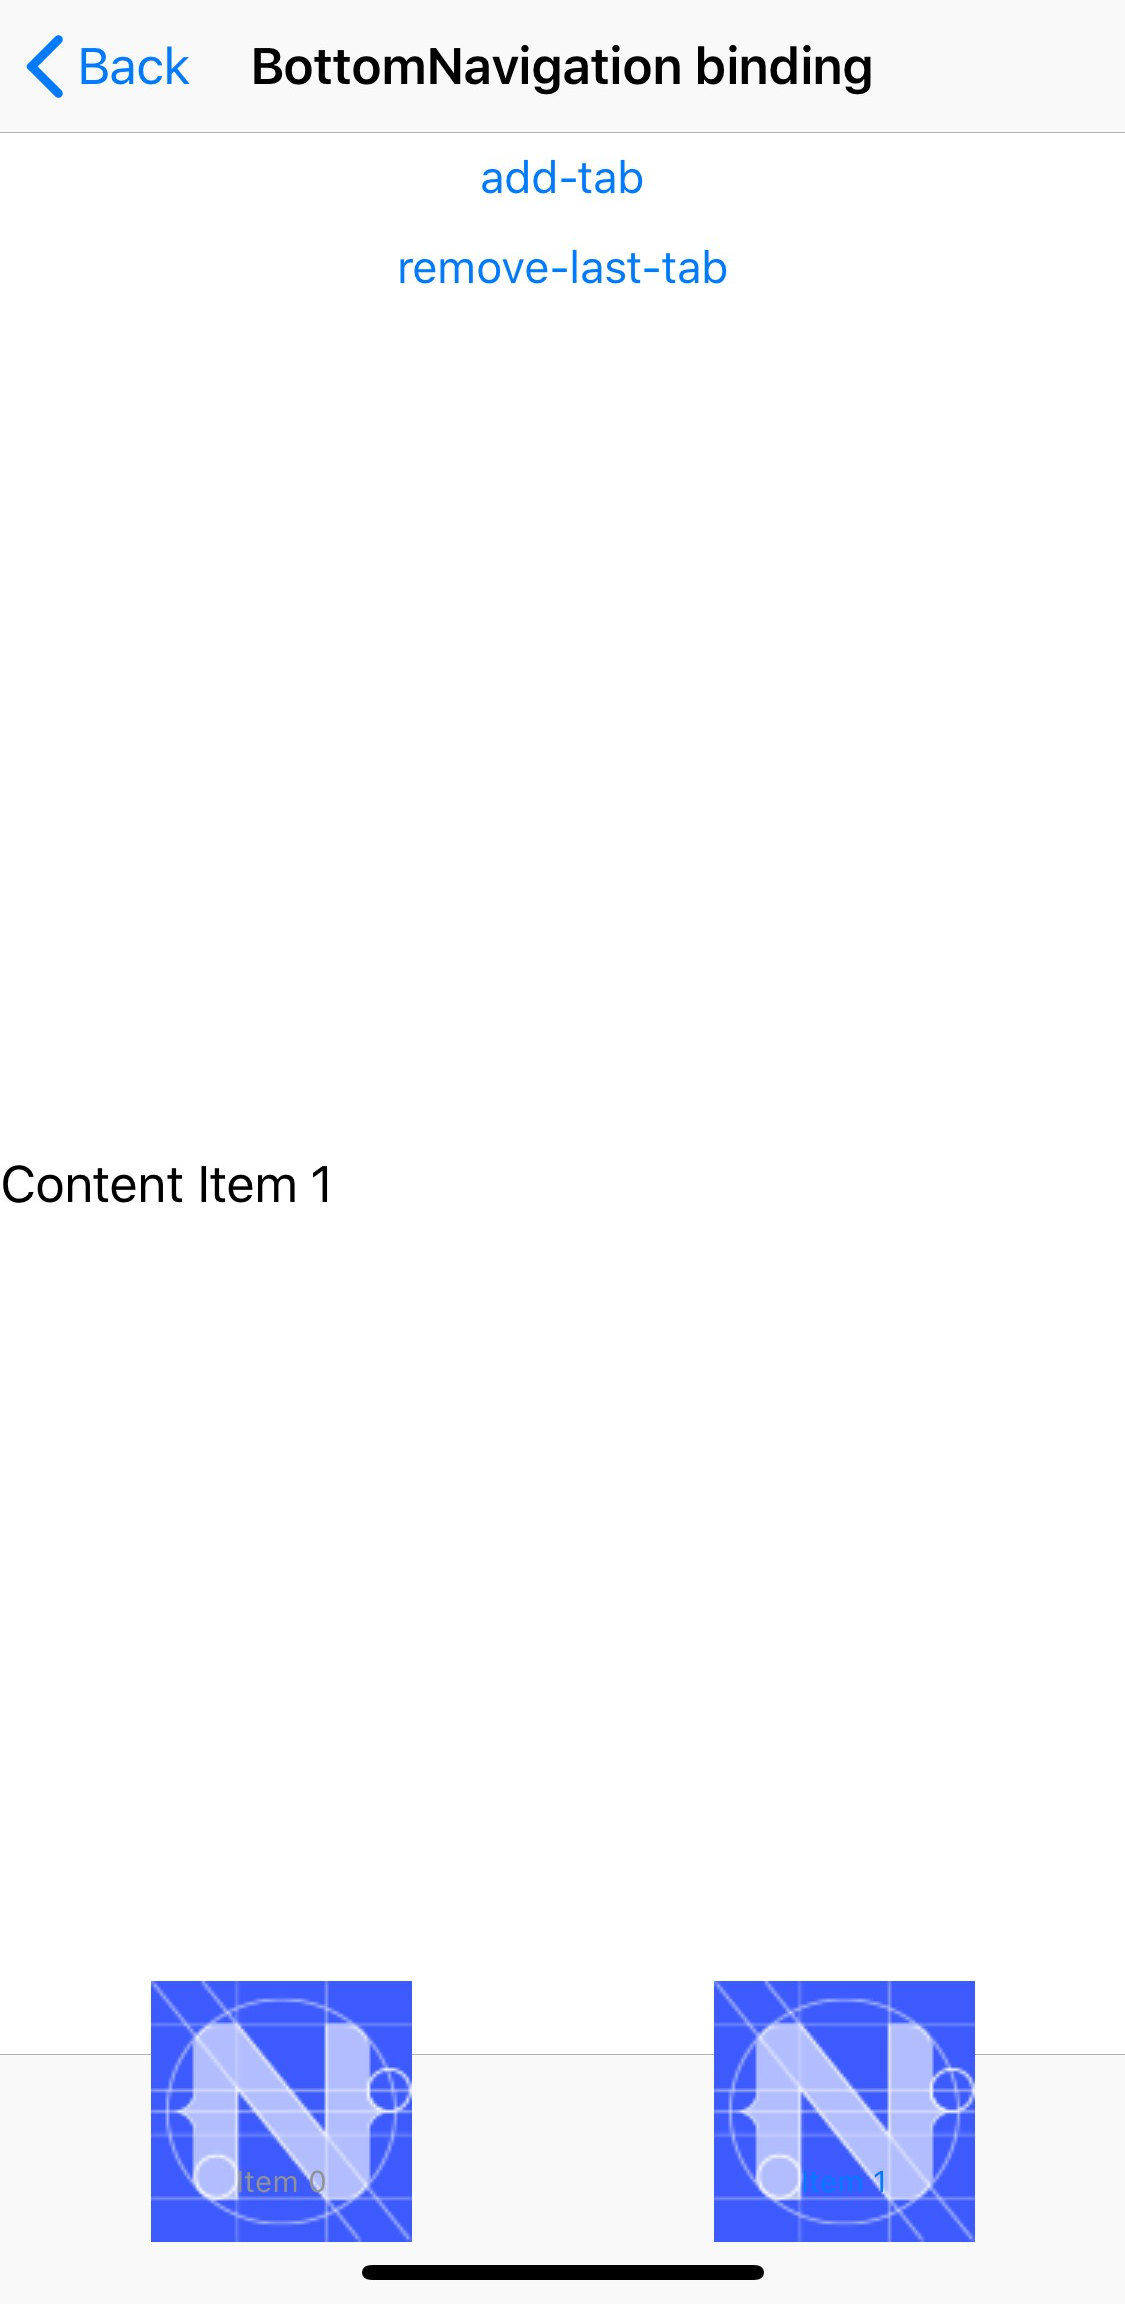 Back
BottomNavigation binding
add-tab
remove-last-tab
Content Item 1
Item 0
Item 1